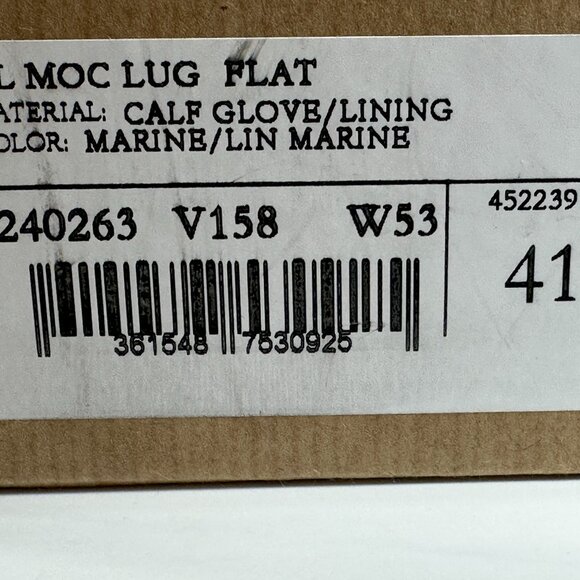 L MOC LUG FLAT
ATERIAL: CALF GLOVE/LINING
OLOR: MARINE/LIN MARINE
240263 V158 W53
452239
41
361548 7530925